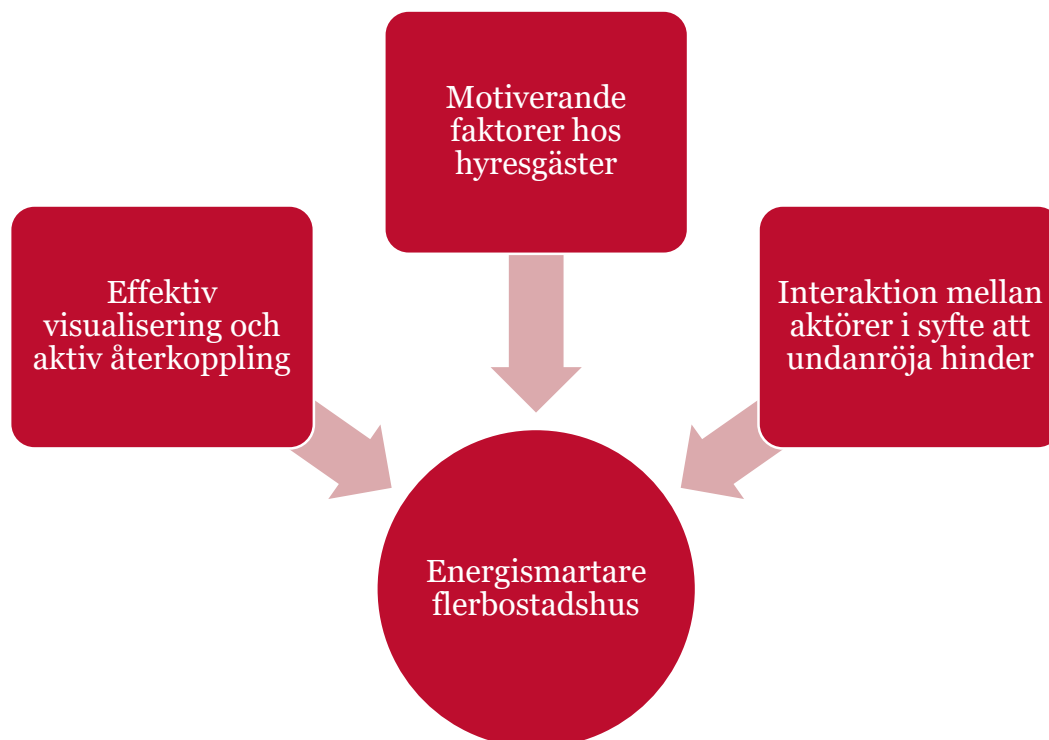 Motiverande
faktorer hos
hyresgäster
Effektiv
visualisering och
aktiv återkoppling
Interaktion mellan
aktörer i syfte att
undanröja hinder
Energismartare
flerbostadshus